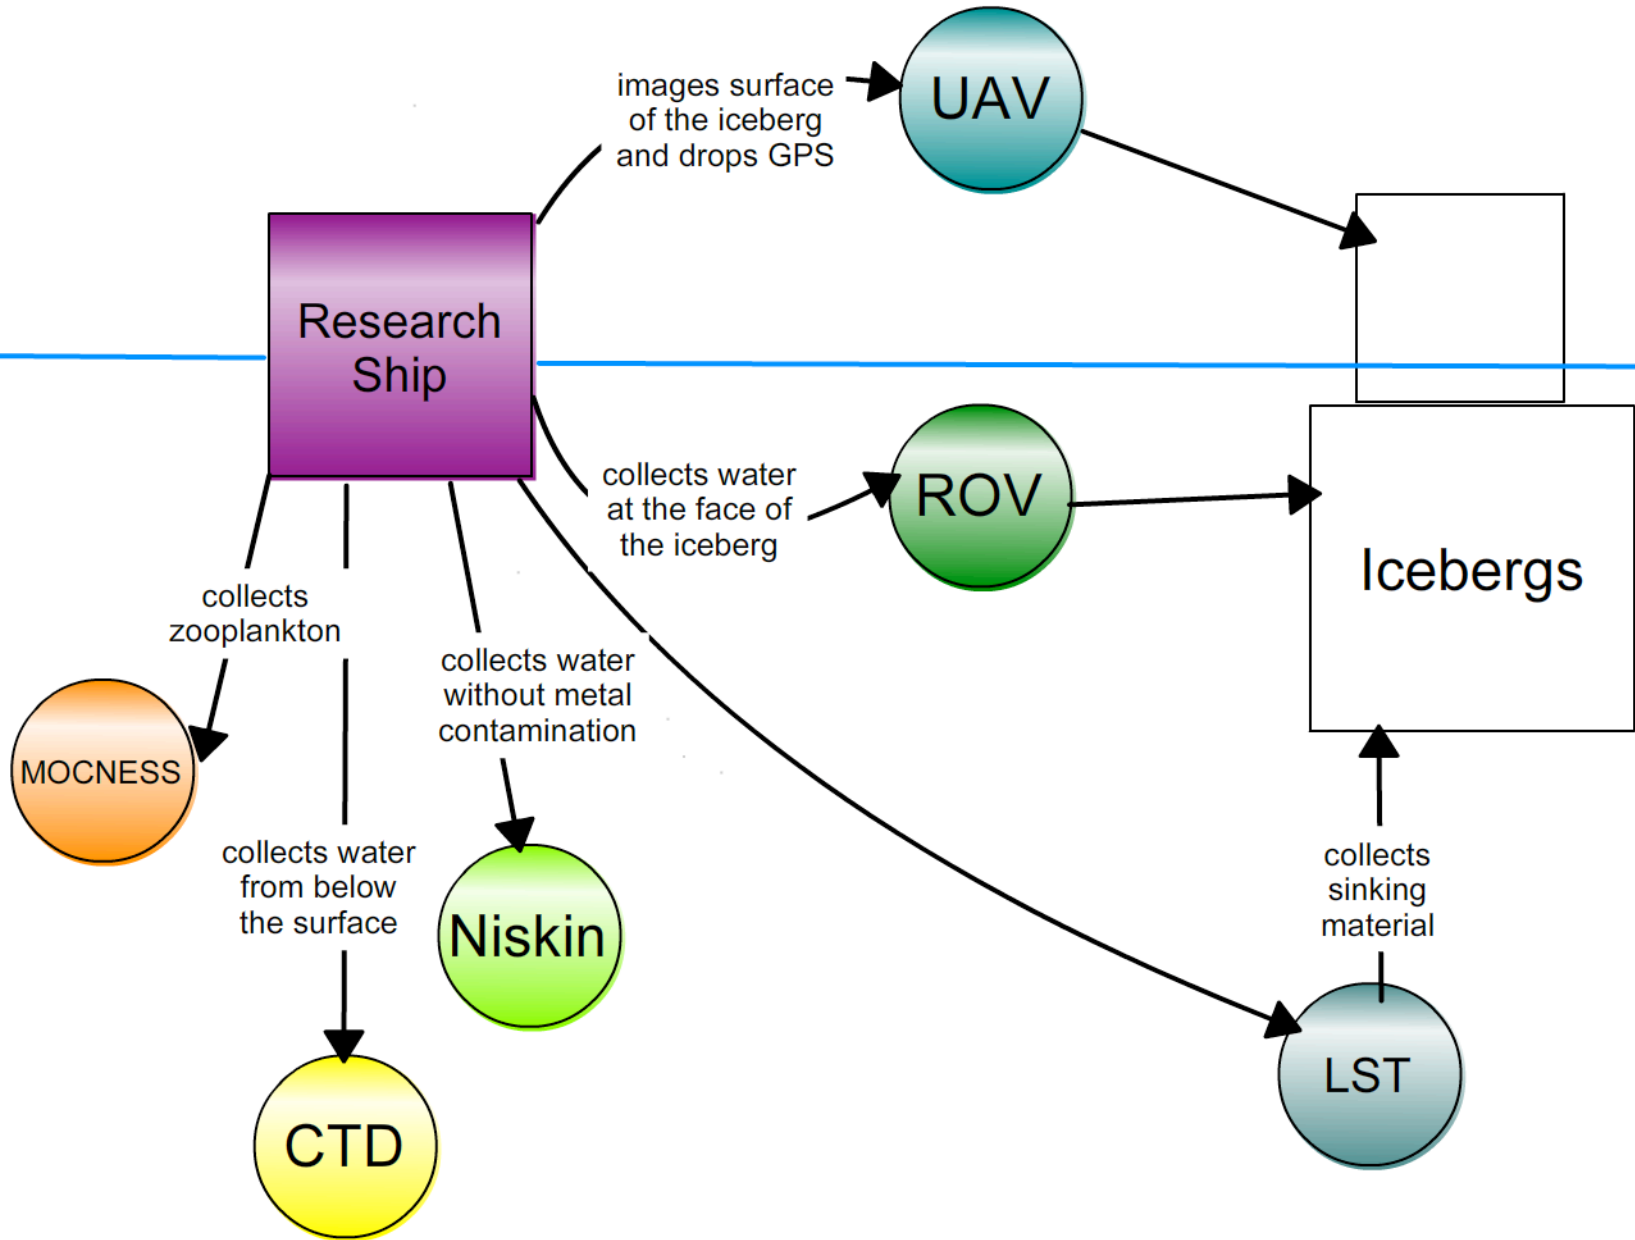 images surface
of the iceberg
and drops GPS
UAV
Research
Ship
collects water
at the face of
the iceberg
ROV
Icebergs
collects
zooplankton
MOCNESS
collects water
without metal
contamination
Niskin
collects water
from below
the surface
CTD
collects
sinking
material
LST